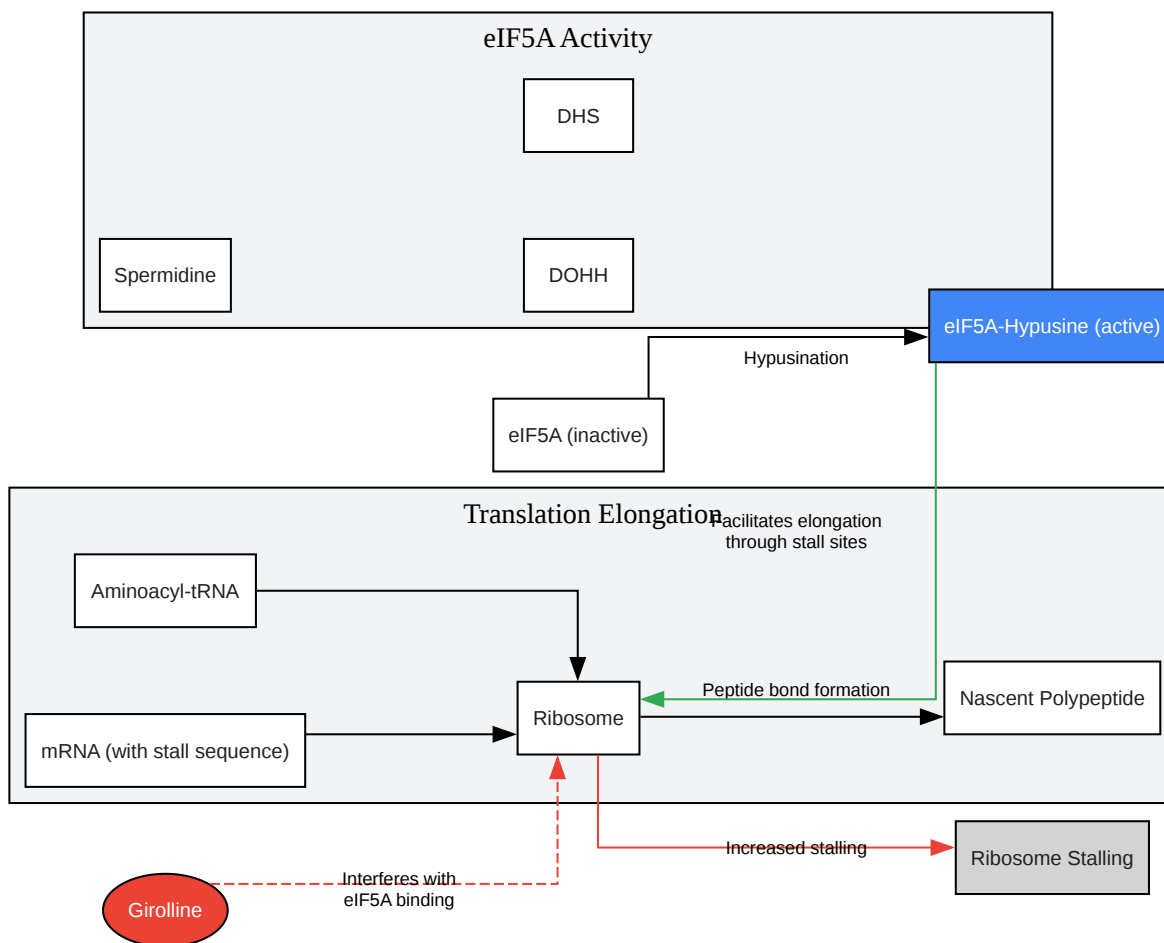 eIF5A Activity
DHS
Spermidine
DOHH
eIF5A-Hypusine (active)
Hypusination
eIF5A (inactive)
Translation Elongation
Facilitates elongation
through stall sites
Aminoacyl-tRNA
Peptide bond formation
Nascent Polypeptide
Ribosome
mRNA (with stall sequence)
Increased stalling
Ribosome Stalling
Interferes with
eIF5A binding
Girolline